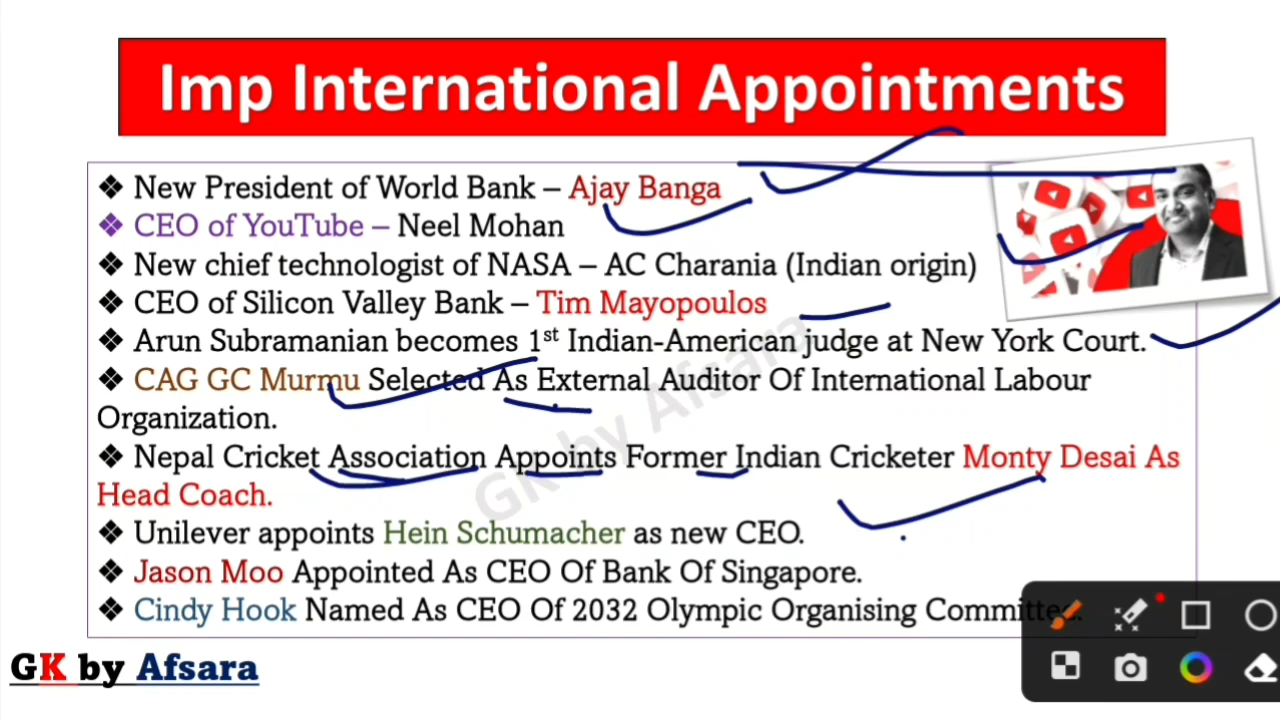 Imp International Appointments
❖ New President of World Bank – Ajay Banga
❖ CEO of YouTube – Neel Mohan
❖ New chief technologist of NASA – AC Charania (Indian origin)
❖ CEO of Silicon Valley Bank – Tim Mayopoulos
❖ Arun Subramanian becomes 1st Indian-American judge at New York Court.
❖ CAG GC Murmu Selected As External Auditor Of International Labour
Organization.
❖ Nepal Cricket Association Appoints Former Indian Cricketer Monty Desai As
Head Coach.
❖ Unilever appoints Hein Schumacher as new CEO.
❖ Jason Moo Appointed As CEO Of Bank Of Singapore.
❖ Cindy Hook Named As CEO Of 2032 Olympic Organising Committee.
GK by Afsara
GK by Afsara